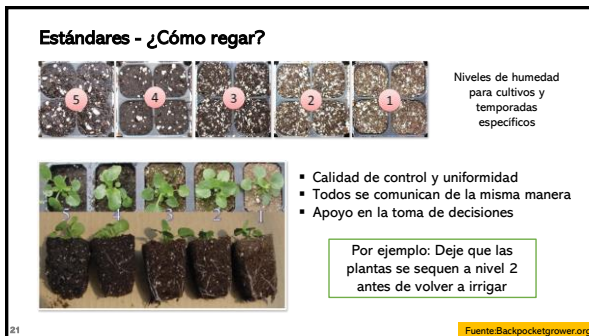 Estándares - ¿Cómo regar?
5 4 3 2 1
Niveles de humedad
para cultivos y
temporadas
específicos
5 4 3 2 1
▪ Calidad de control y uniformidad
▪ Todos se comunican de la misma manera
▪ Apoyo en la toma de decisiones
Por ejemplo: Deje que las
plantas se sequen a nivel 2
antes de volver a irrigar
21
Fuente:Backpocketgrower.org